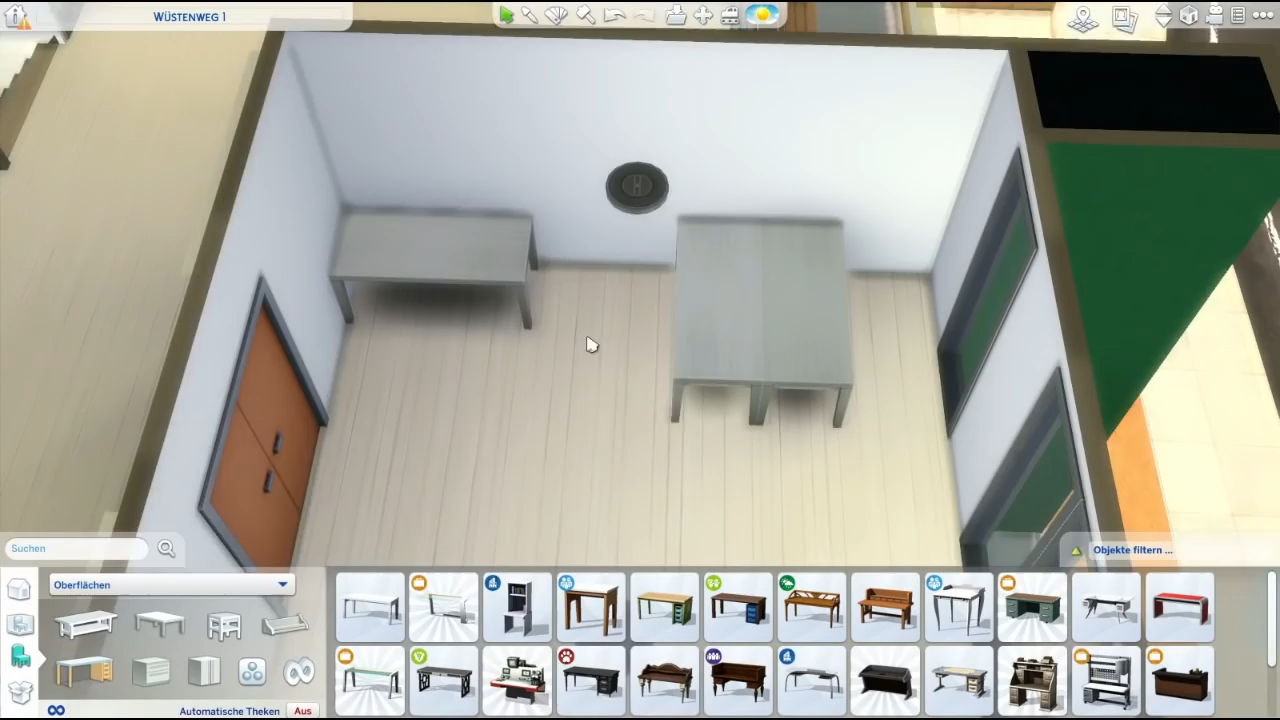 WÜSTENWEG 1
Suchen
Objekte filtern ...
Oberflächen
Automatische Theken Aus